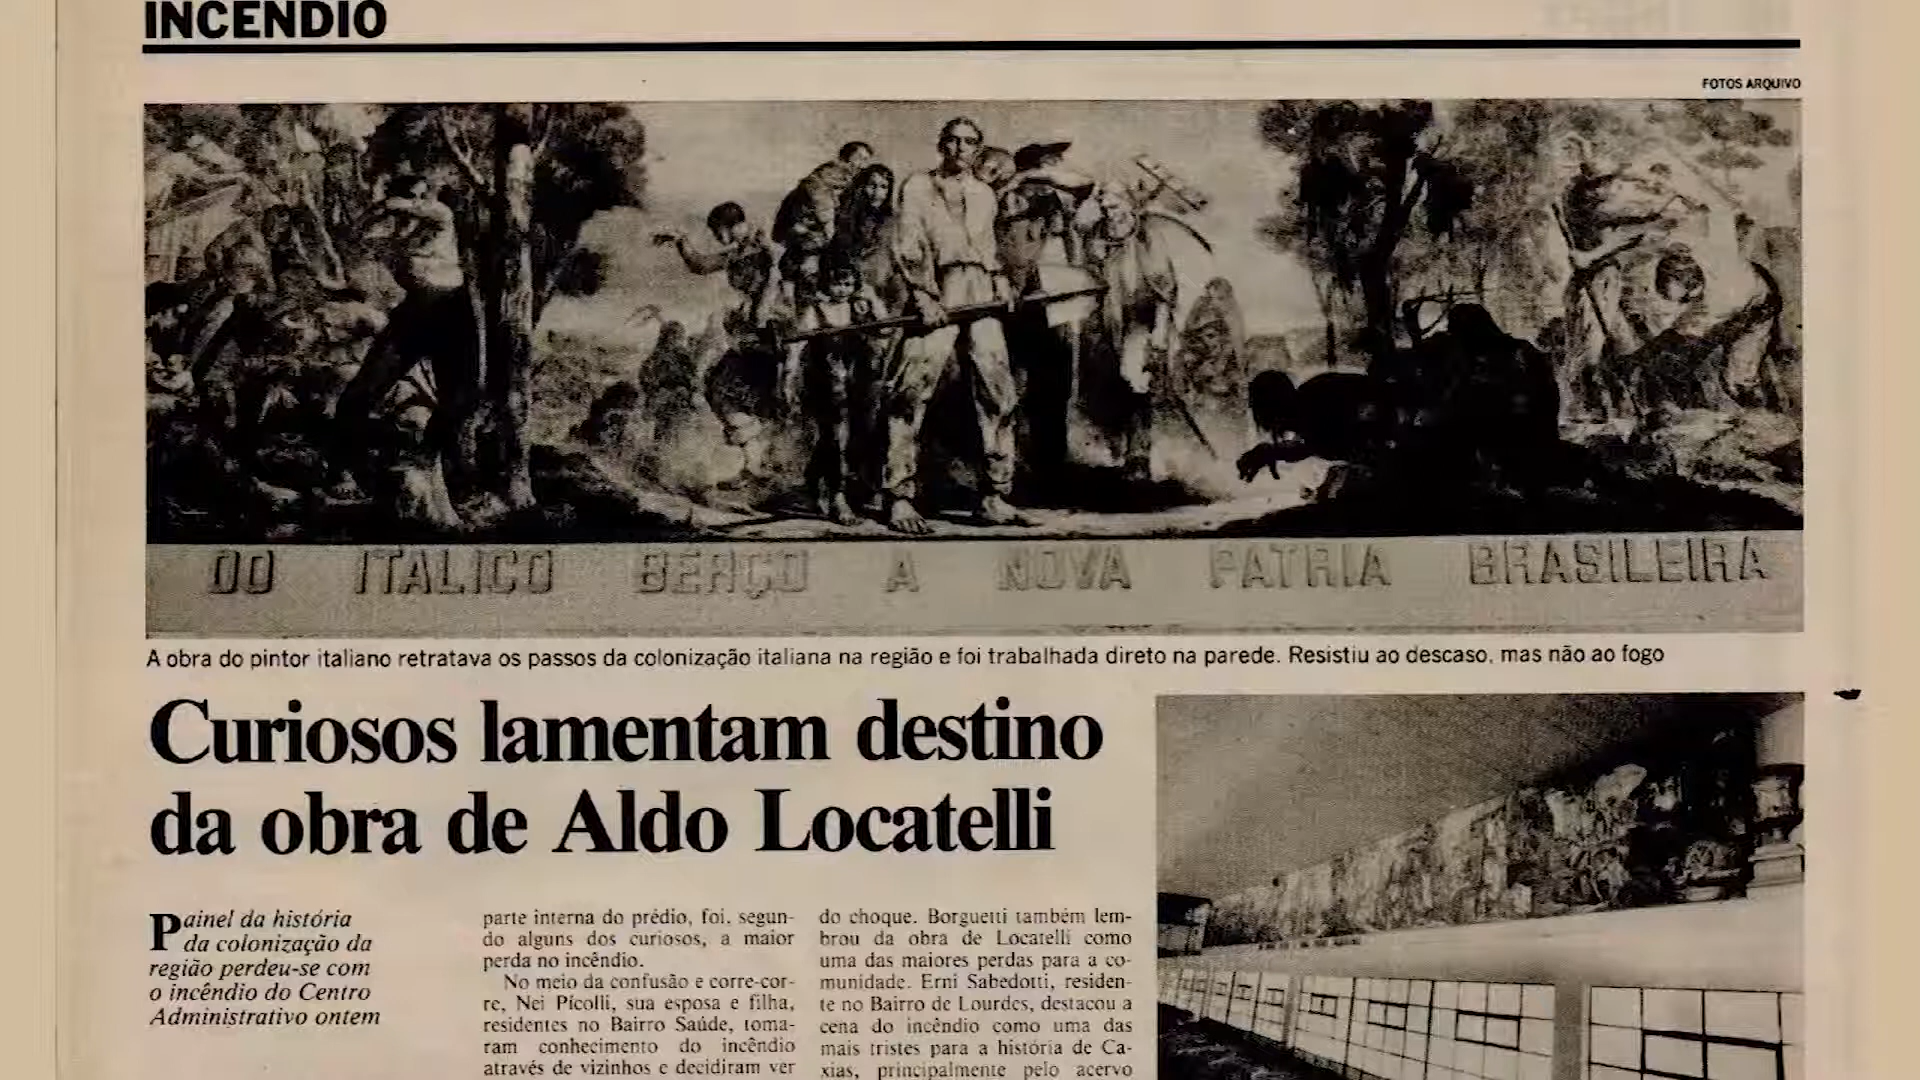 INCÊNDIO
FOTOS ARQUIVO
DO ITALICO BERÇO A NOVA PATRIA BRASILEIRA
A obra do pintor italiano retratava os passos da colonização italiana na região e foi trabalhada direto na parede. Resistiu ao descaso, mas não ao fogo
Curiosos lamentam destino
da obra de Aldo Locatelli
Painel da história
da colonização da
região perdeu-se com
o incêndio do Centro
Administrativo ontem
parte interna do prédio, foi, segun-
do alguns dos curiosos, a maior
perda no incêndio.
No meio da confusão e corre-cor-
re, Nei Picolli, sua esposa e filha,
residentes no Bairro Saúde, toma-
ram conhecimento do incêndio
através de vizinhos e decidiram ver
do choque. Borguetti também lem-
brou da obra de Locatelli como
uma das maiores perdas para a co-
munidade. Erni Sabedotti, residen-
te no Bairro de Lourdes, destacou a
cena do incêndio como uma das
mais tristes para a história de Ca-
xias, principalmente pelo acervo